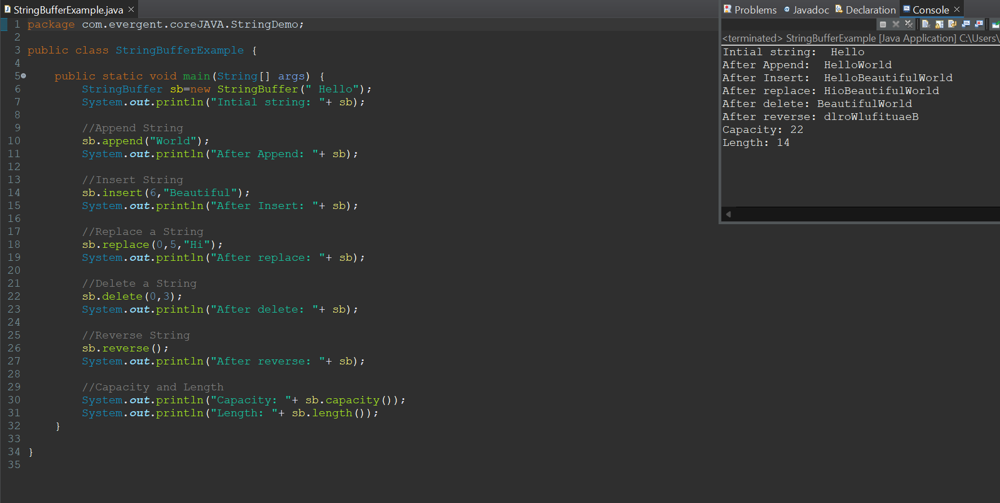 StringBufferExample.java
1 package com.evergent.coreJAVA.StringDemo;
2
3 public class StringBufferExample {
4
5     public static void main(String[] args) {
6         StringBuffer sb=new StringBuffer(" Hello");
7         System.out.println("Intial string: "+ sb);
8
9         //Append String
10         sb.append("World");
11         System.out.println("After Append: "+ sb);
12
13         //Insert String
14         sb.insert(6,"Beautiful");
15         System.out.println("After Insert: "+ sb);
16
17         //Replace a String
18         sb.replace(0,5,"Hi");
19         System.out.println("After replace: "+ sb);
20
21         //Delete a String
22         sb.delete(0,3);
23         System.out.println("After delete: "+ sb);
24
25         //Reverse String
26         sb.reverse();
27         System.out.println("After reverse: "+ sb);
28
29         //Capacity and Length
30         System.out.println("Capacity: "+ sb.capacity());
31         System.out.println("Length: "+ sb.length());
32     }
33
34 }
35
Problems @ Javadoc Declaration Console
<terminated> StringBufferExample [Java Application] C:\Users\
Intial string:  Hello
After Append:  HelloWorld
After Insert:  HelloBeautifulWorld
After replace: HioBeautifulWorld
After delete: BeautifulWorld
After reverse: dlroWlufituaeB
Capacity: 22
Length: 14